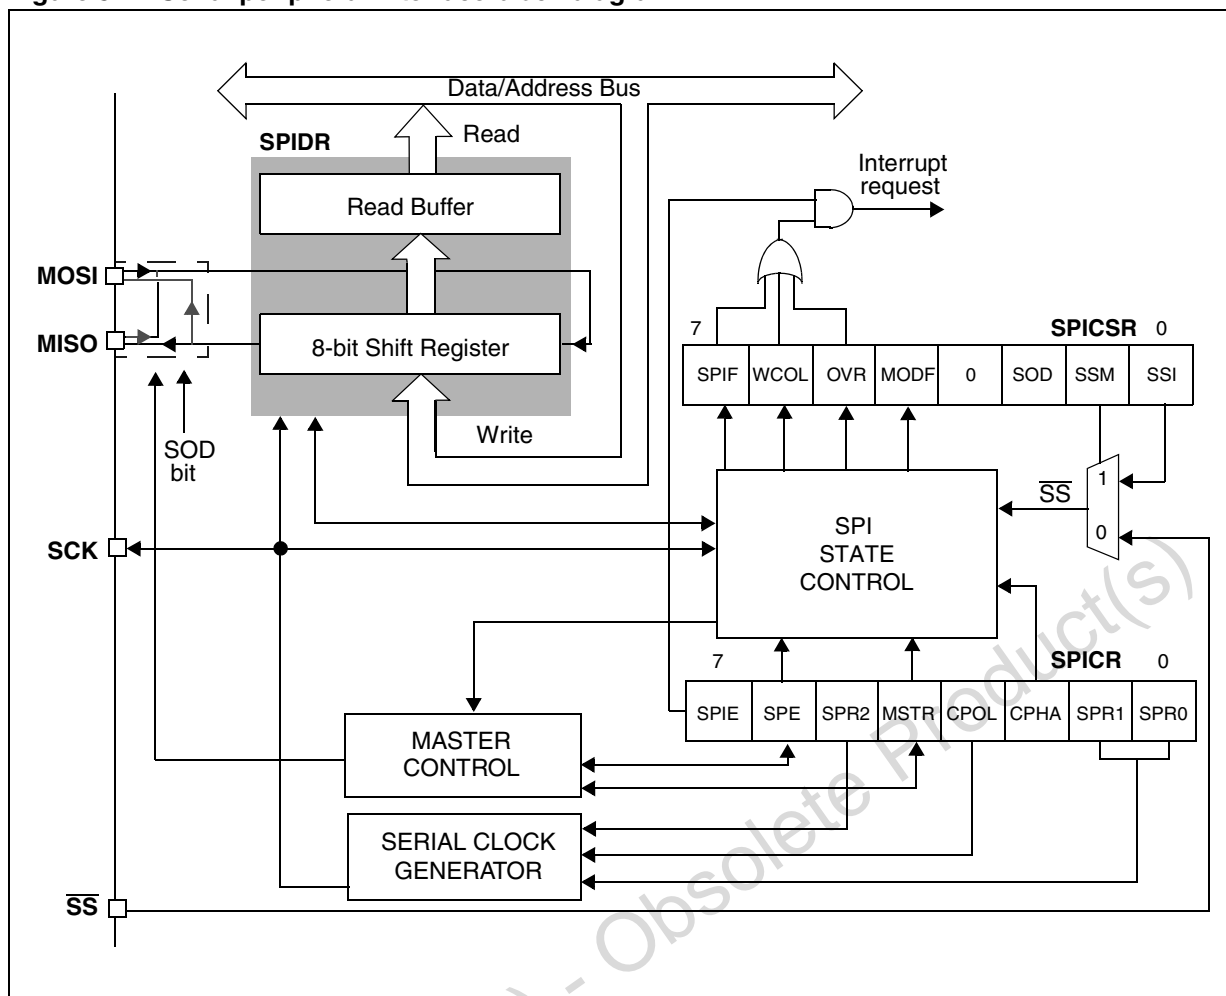 Data/Address Bus
SPIDR
Read
Interrupt
request
Read Buffer
MOSI
MISO
8-bit Shift Register
7
SPICSR
0
SPIF
WCOL
OVR
MODF
0
SOD
SSM
SSI
Write
SOD
bit
1
SS
0
SCK
SPI
STATE
CONTROL
7
SPICR
0
SPIE
SPE
SPR2
MSTR
CPOL
CPHA
SPR1
SPR0
MASTER
CONTROL
SERIAL CLOCK
GENERATOR
SS
- Obsolete Product(s)